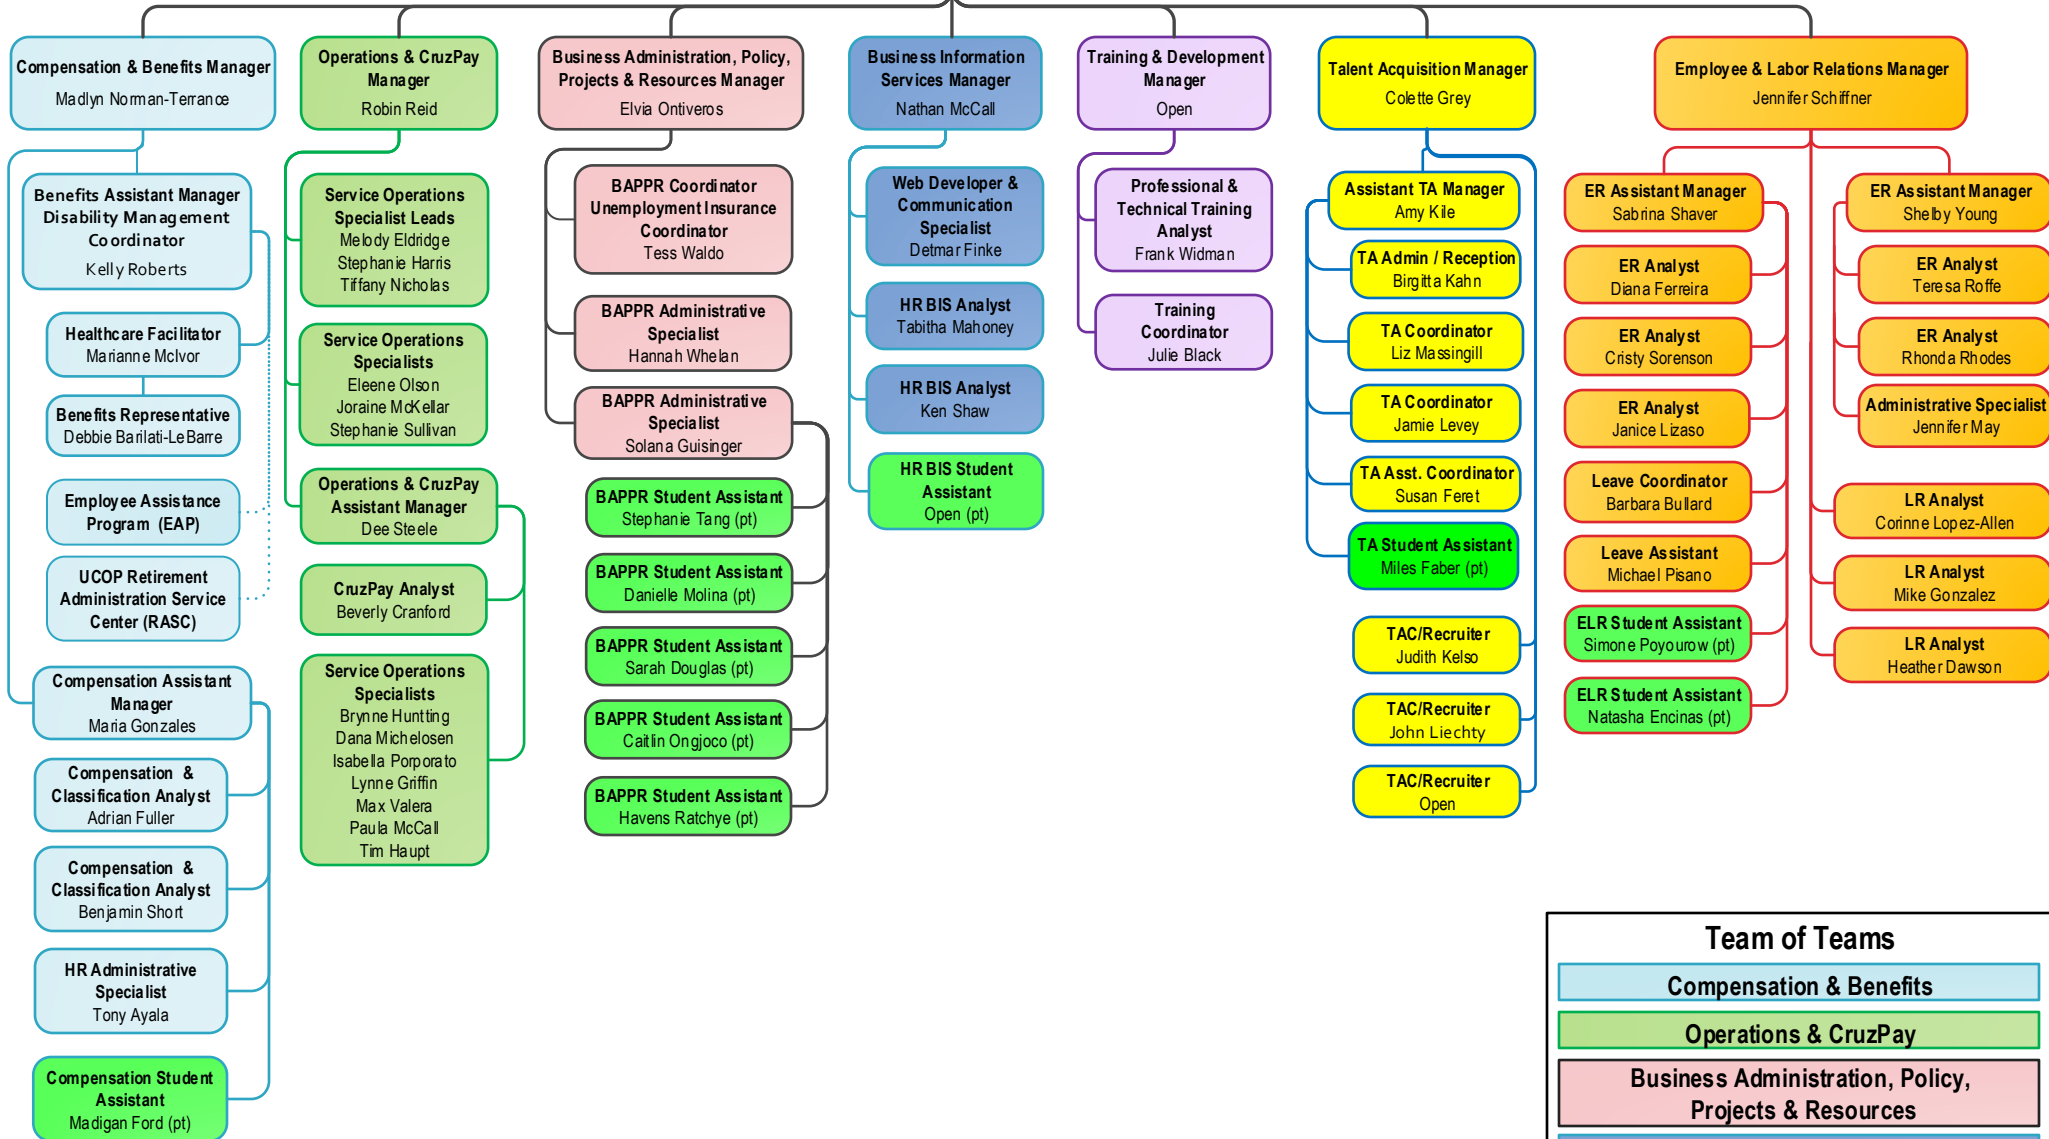 Compensation & Benefits Manager
Madlyn Norman-Terrance
Operations & CruzPay
Manager
Robin Reid
Business Administration, Policy,
Projects & Resources Manager
Elvia Ontiveros
Business Information
Services Manager
Nathan McCall
Training & Development
Manager
Open
Talent Acquisition Manager
Colette Grey
Employee & Labor Relations Manager
Jennifer Schiffner
Benefits Assistant Manager
Disability Management
Coordinator
Kelly Roberts
Healthcare Facilitator
Marianne McIvor
Benefits Representative
Debbie Barilati-LeBarre
Employee Assistance
Program (EAP)
UCOP Retirement
Administration Service
Center (RASC)
Compensation Assistant
Manager
Maria Gonzales
Compensation &
Classification Analyst
Adrian Fuller
Compensation &
Classification Analyst
Benjamin Short
HR Administrative
Specialist
Tony Ayala
Compensation Student
Assistant
Madigan Ford (pt)
Service Operations
Specialist Leads
Melody Eldridge
Stephanie Harris
Tiffany Nicholas
Service Operations
Specialists
Eleene Olson
Joraine McKellar
Stephanie Sullivan
Operations & CruzPay
Assistant Manager
Dee Steele
CruzPay Analyst
Beverly Cranford
Service Operations
Specialists
Brynne Huntting
Dana Michelosen
Isabella Porporato
Lynne Griffin
Max Valera
Paula McCall
Tim Haupt
BAPPR Coordinator
Unemployment Insurance
Coordinator
Tess Waldo
BAPPR Administrative
Specialist
Hannah Whelan
BAPPR Administrative
Specialist
Solana Guisinger
BAPPR Student Assistant
Stephanie Tang (pt)
BAPPR Student Assistant
Danielle Molina (pt)
BAPPR Student Assistant
Sarah Douglas (pt)
BAPPR Student Assistant
Caitlin Ongjoco (pt)
BAPPR Student Assistant
Havens Ratchye (pt)
Web Developer &
Communication
Specialist
Detmar Finke
HR BIS Analyst
Tabitha Mahoney
HR BIS Analyst
Ken Shaw
HR BIS Student
Assistant
Open (pt)
Professional &
Technical Training
Analyst
Frank Widman
Training
Coordinator
Julie Black
Assistant TA Manager
Amy Kile
TA Admin / Reception
Birgitta Kahn
TA Coordinator
Liz Massingill
TA Coordinator
Jamie Levey
TA Asst. Coordinator
Susan Feret
TA Student Assistant
Miles Faber (pt)
TAC/Recruiter
Judith Kelso
TAC/Recruiter
John Liechty
TAC/Recruiter
Open
ER Assistant Manager
Sabrina Shaver
ER Analyst
Diana Ferreira
ER Analyst
Cristy Sorenson
ER Analyst
Janice Lizaso
Leave Coordinator
Barbara Bullard
Leave Assistant
Michael Pisano
ELR Student Assistant
Simone Poyourow (pt)
ELR Student Assistant
Natasha Encinas (pt)
ER Assistant Manager
Shelby Young
ER Analyst
Teresa Roffe
ER Analyst
Rhonda Rhodes
Administrative Specialist
Jennifer May
LR Analyst
Corinne Lopez-Allen
LR Analyst
Mike Gonzalez
LR Analyst
Heather Dawson
Team of Teams
Compensation & Benefits
Operations & CruzPay
Business Administration, Policy,
Projects & Resources